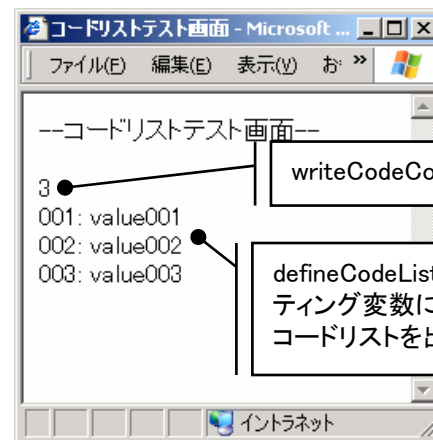 コードリストテスト画面 - Microsoft ...
ファイル(F) 編集(E) 表示(V) お »
--コードリストテスト画面--
writeCodeCo
3
001: value001
002: value002
003: value003
defineCodeList
ティング変数に
コードリストを
イントラネット